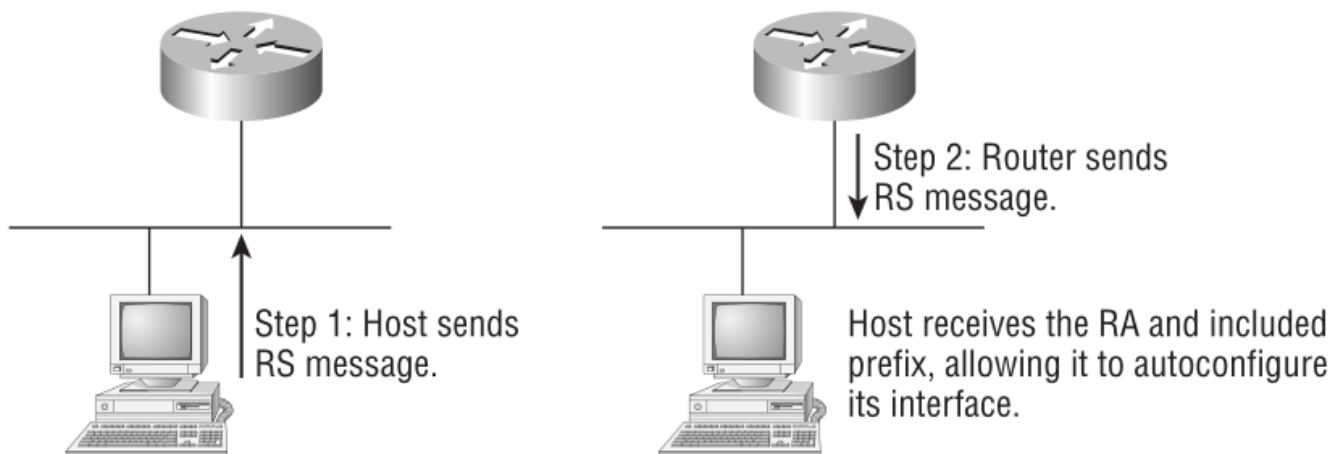 Step 1: Host sends
RS message.
Step 2: Router sends
RS message.
Host receives the RA and included
prefix, allowing it to autoconfigure
its interface.